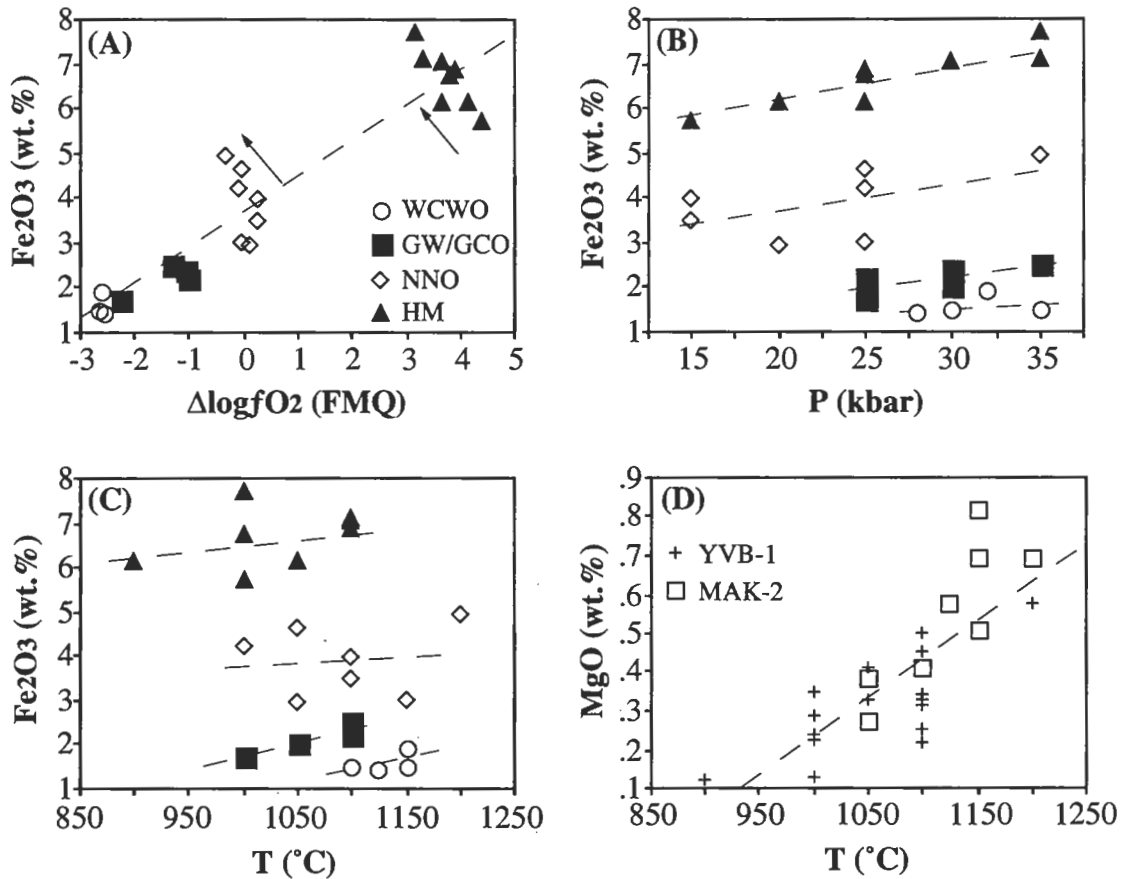 (A)
8
7
6
5
4
3
2
1
Fe2O3 (wt.%)
WCWO
GW/GCO
NNO
HM
-3 -2 -1 0 1 2 3 4 5
ΔlogfO2 (FMQ)
(B)
8
7
6
5
4
3
2
1
Fe2O3 (wt.%)
15 20 25 30 35
P (kbar)
(C)
8
7
6
5
4
3
2
1
Fe2O3 (wt.%)
850 950 1050 1150 1250
T (°C)
(D)
.9
.8
.7
.6
.5
.4
.3
.2
.1
MgO (wt.%)
YVB-1
MAK-2
850 950 1050 1150 1250
T (°C)